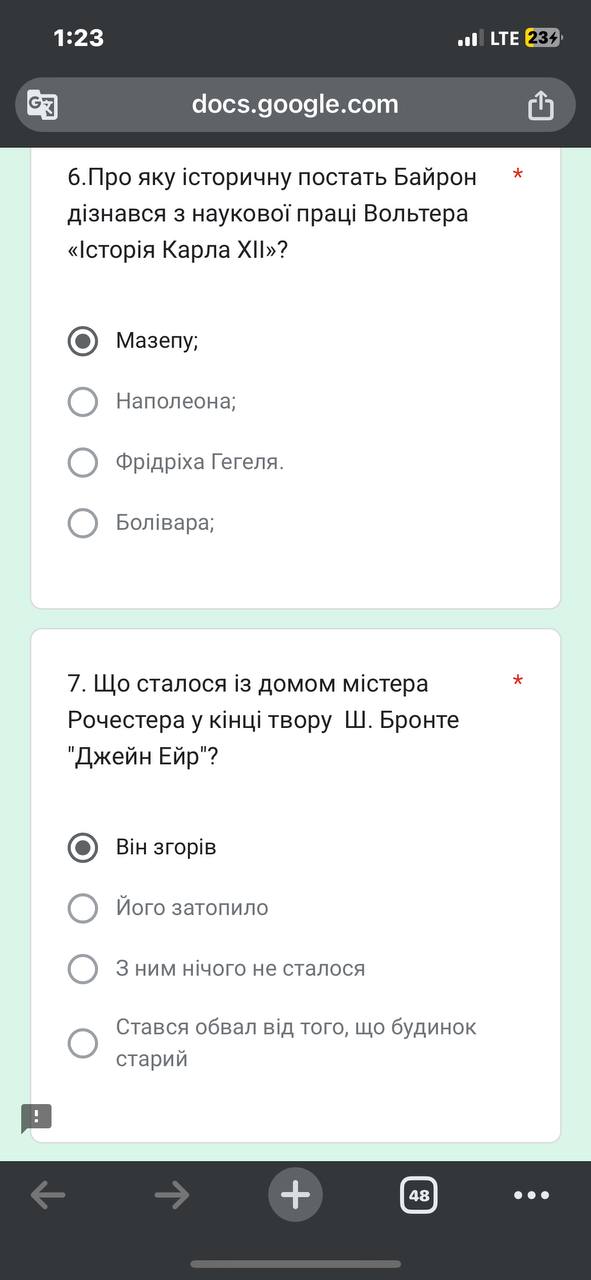 1:23
LTE 23
docs.google.com
6.Про яку історичну постать Байрон *
дізнався з наукової праці Вольтера
«Історія Карла XII»?
Мазепу;
Наполеона;
Фрідріха Гегеля.
Болівара;
7. Що сталося із домом містера *
Рочестера у кінці твору Ш. Бронте
"Джейн Ейр"?
Він згорів
Його затопило
З ним нічого не сталося
Стався обвал від того, що будинок
старий
48